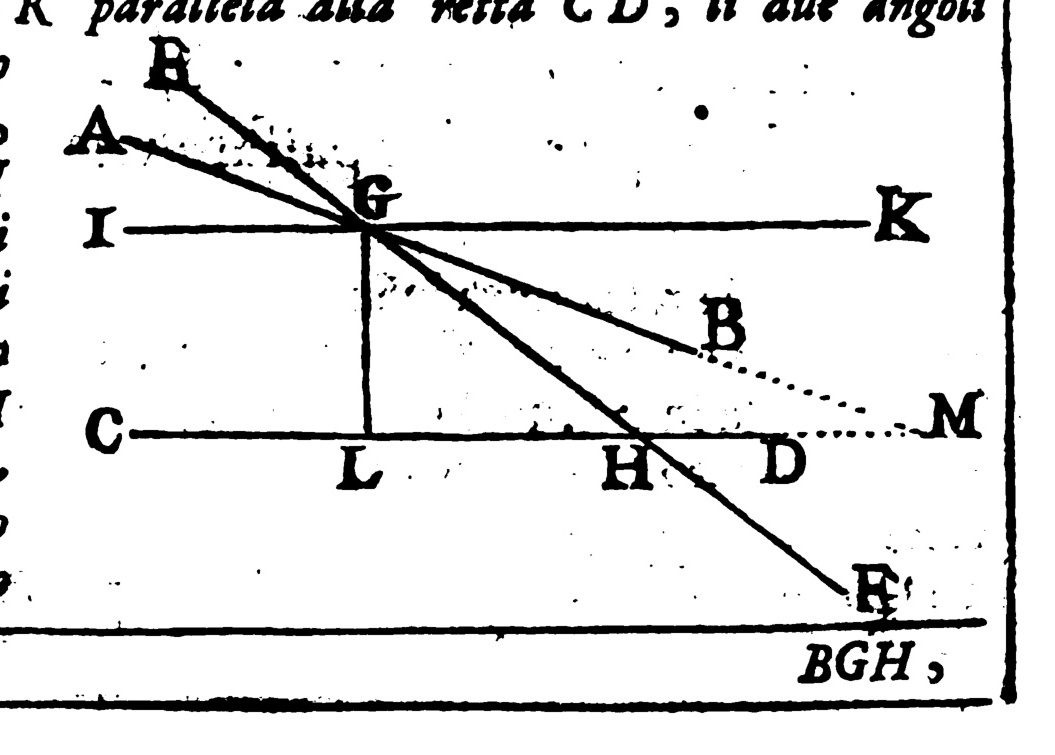 K parallela alla retta C D, li due angoli
E
A
G
I K
B
C M
L H D
F
BGH,